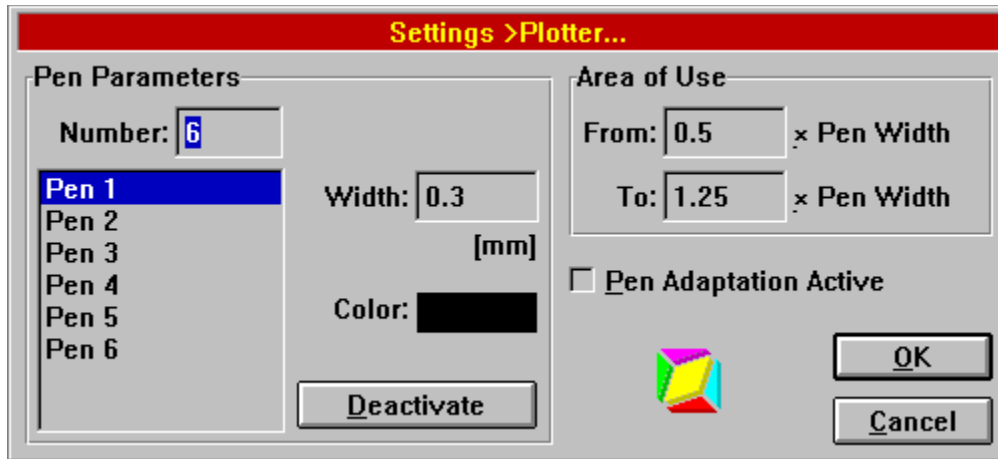 Settings >Plotter...
Pen Parameters
Number: 6
Pen 1
Pen 2
Pen 3
Pen 4
Pen 5
Pen 6
Width: 0.3
[mm]
Color:
Deactivate
Area of Use
From: 0.5 x Pen Width
To: 1.25 x Pen Width
Pen Adaptation Active
OK
Cancel